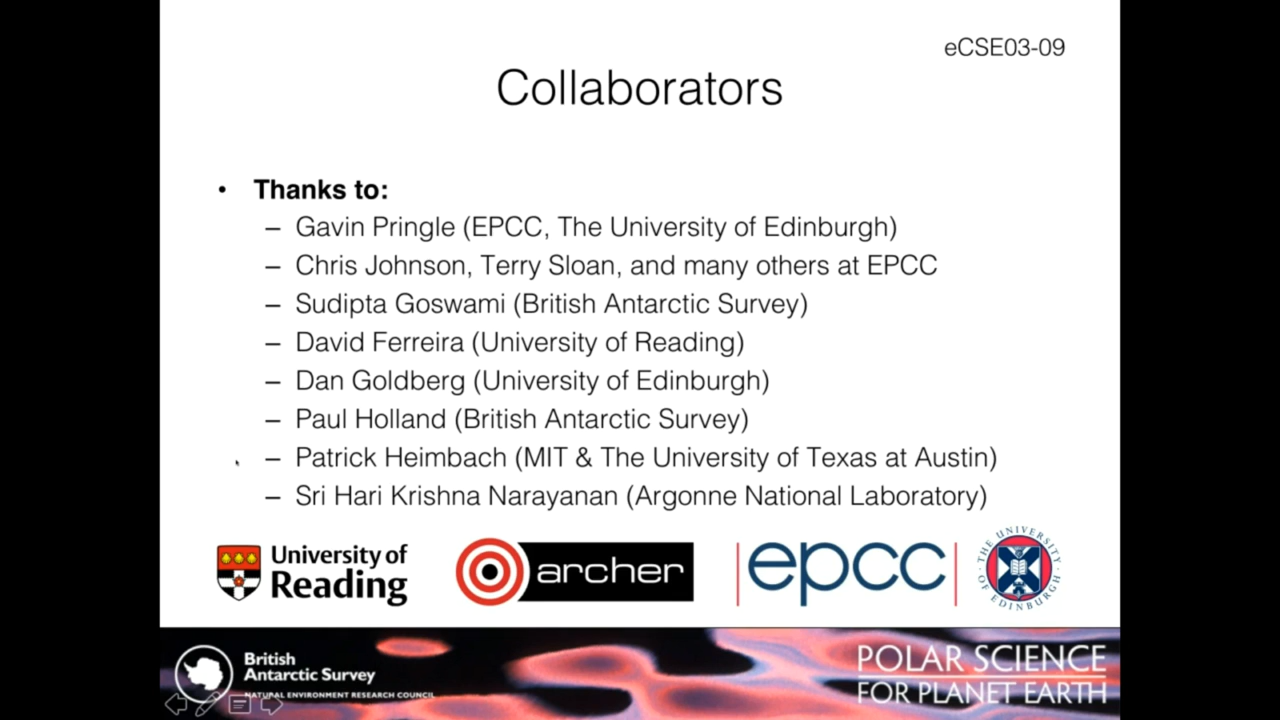 eCSE03-09
Collaborators
• Thanks to:
– Gavin Pringle (EPCC, The University of Edinburgh)
– Chris Johnson, Terry Sloan, and many others at EPCC
– Sudipta Goswami (British Antarctic Survey)
– David Ferreira (University of Reading)
– Dan Goldberg (University of Edinburgh)
– Paul Holland (British Antarctic Survey)
– Patrick Heimbach (MIT & The University of Texas at Austin)
– Sri Hari Krishna Narayanan (Argonne National Laboratory)
University of
Reading
archer
epcc
THE UNIVERSITY OF EDINBURGH
British
Antarctic Survey
NATURAL ENVIRONMENT RESEARCH COUNCIL
POLAR SCIENCE
FOR PLANET EARTH